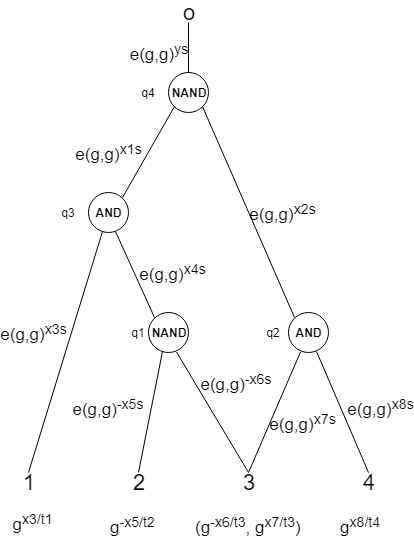 o
e(g,g)^ys
q4 NAND
e(g,g)^x1s
e(g,g)^x2s
q3 AND
e(g,g)^x4s
e(g,g)^x3s
q1 NAND
q2 AND
e(g,g)^-x6s
e(g,g)^-x5s
e(g,g)^x8s
e(g,g)^x7s
1 2 3 4
g^x3/t1 g^-x5/t2 (g^-x6/t3, g^x7/t3) g^x8/t4